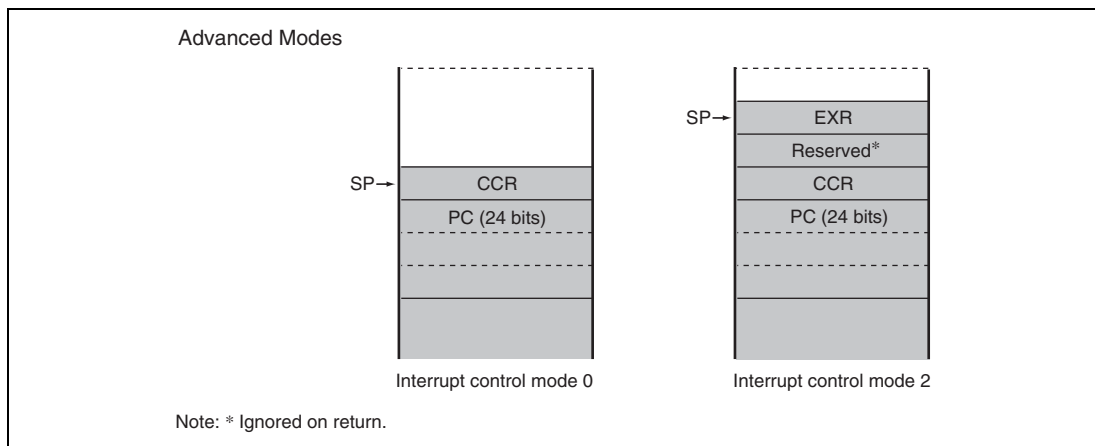 Advanced Modes
SP
CCR
PC (24 bits)
Interrupt control mode 0
SP
EXR
Reserved*
CCR
PC (24 bits)
Interrupt control mode 2
Note: * Ignored on return.